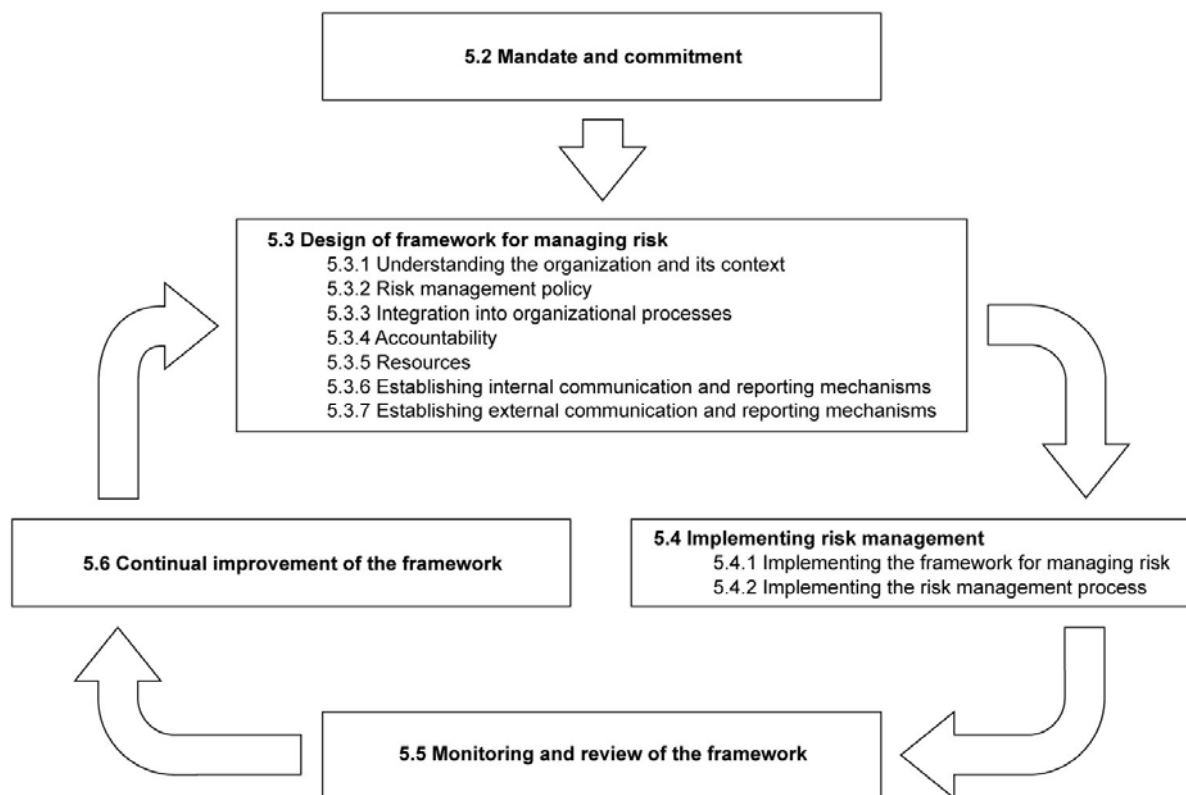 5.2 Mandate and commitment
5.3 Design of framework for managing risk
5.3.1 Understanding the organization and its context
5.3.2 Risk management policy
5.3.3 Integration into organizational processes
5.3.4 Accountability
5.3.5 Resources
5.3.6 Establishing internal communication and reporting mechanisms
5.3.7 Establishing external communication and reporting mechanisms
5.6 Continual improvement of the framework
5.4 Implementing risk management
5.4.1 Implementing the framework for managing risk
5.4.2 Implementing the risk management process
5.5 Monitoring and review of the framework